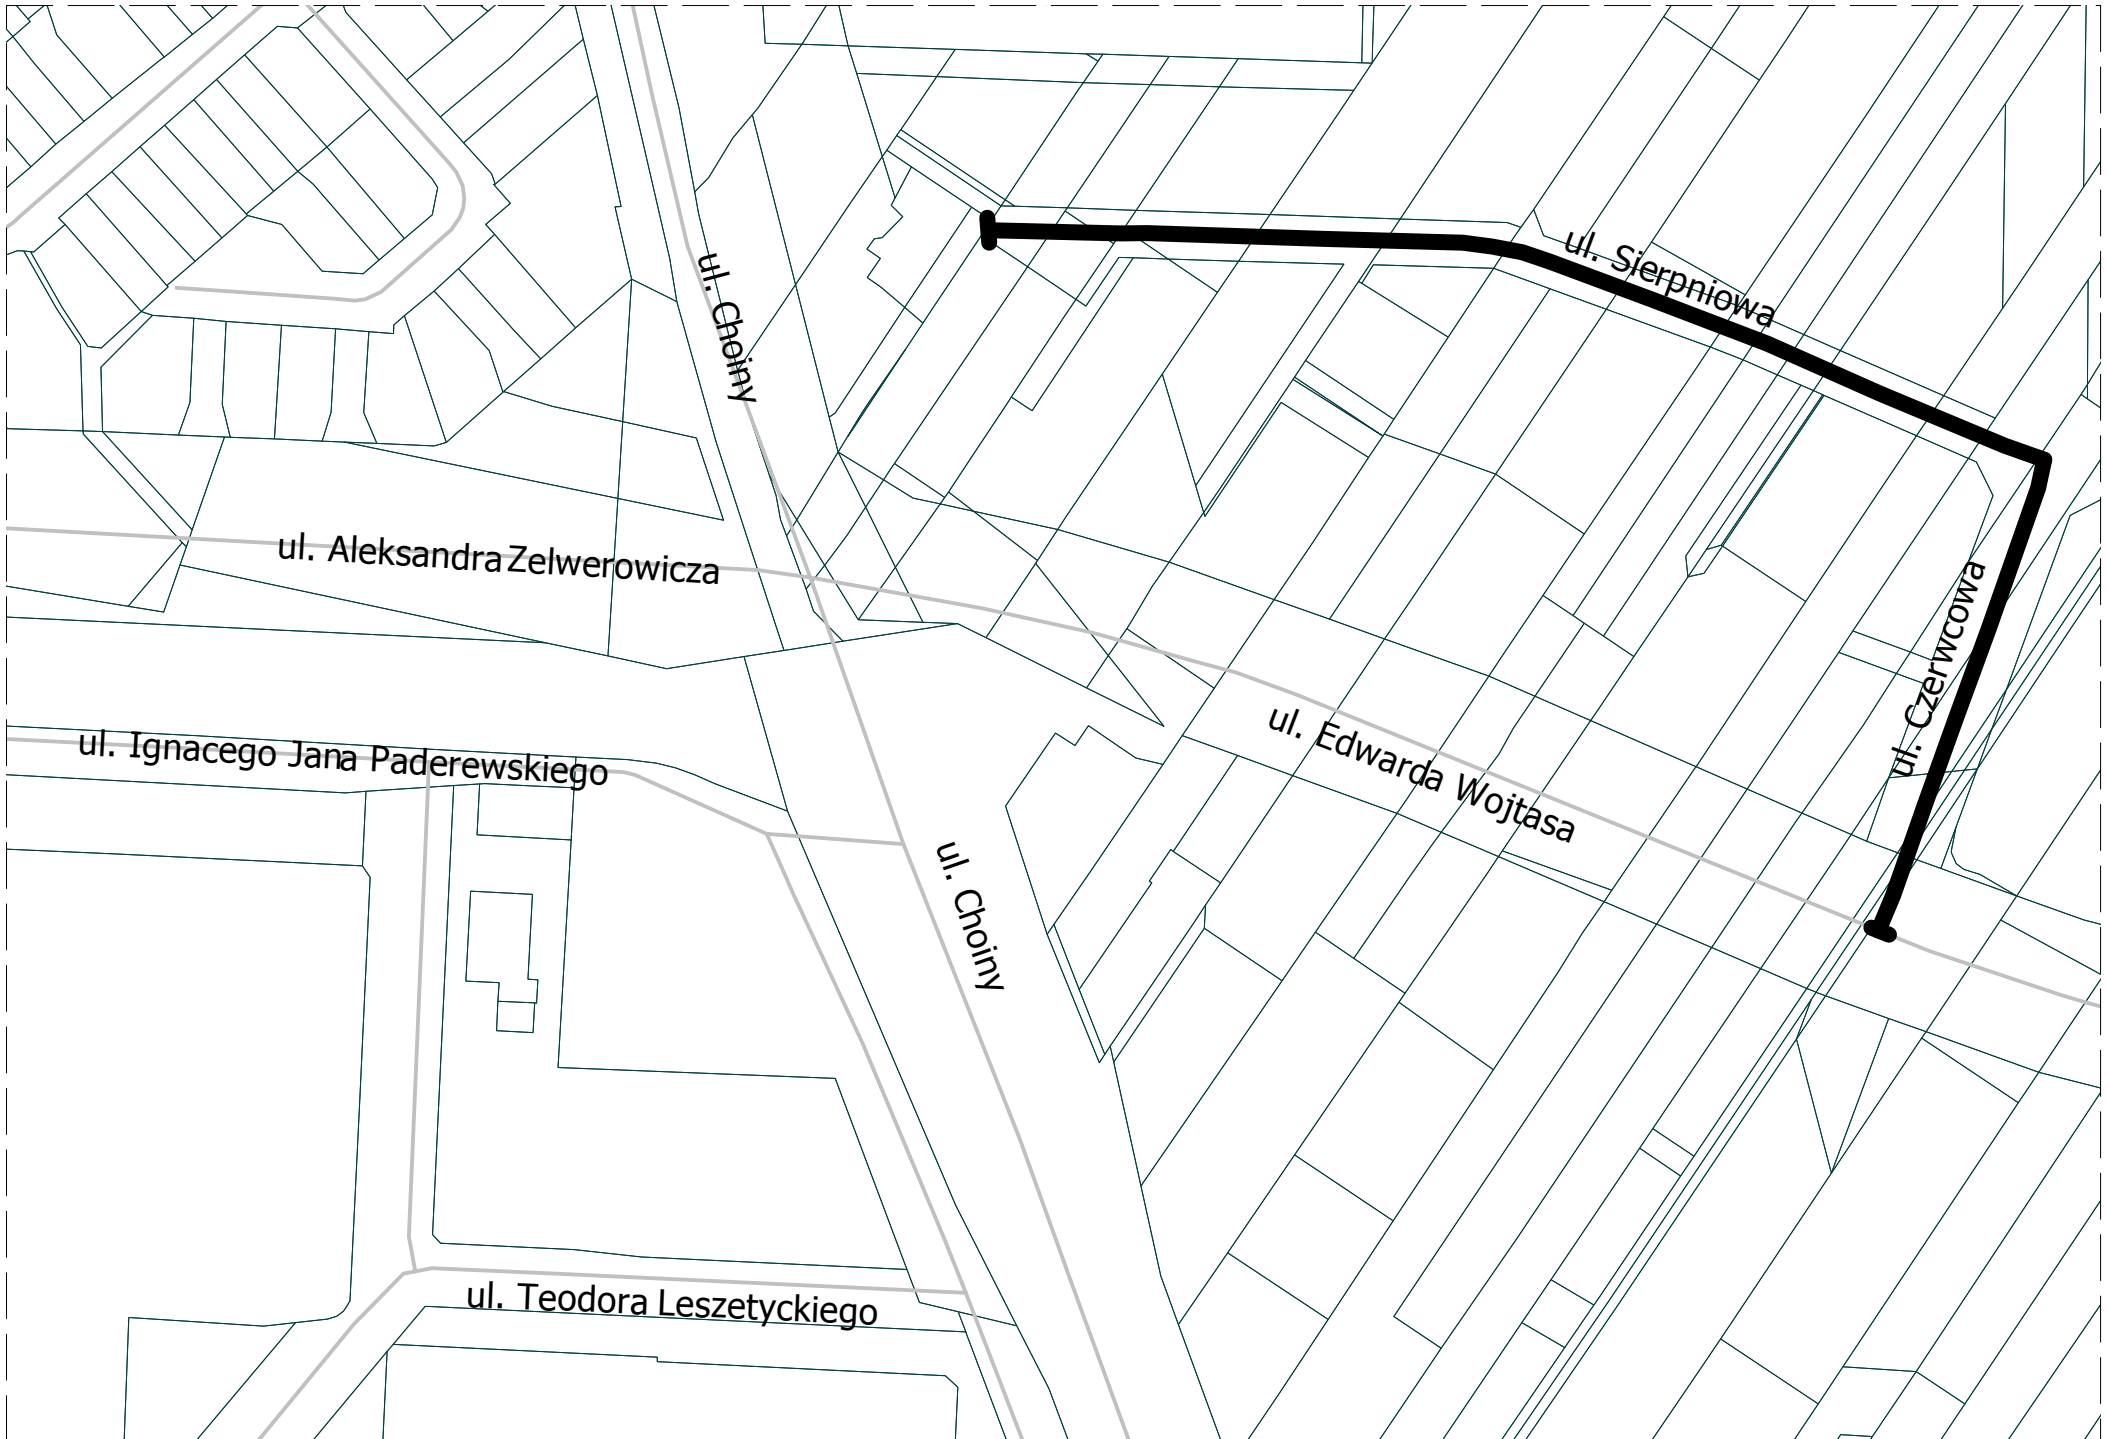 ul. Sierpniowa
ul. Choiny
ul. Aleksandra Zelwerowicza
ul. Czerwcowa
ul. Edwarda Wojtasa
ul. Ignacego Jana Paderewskiego
ul. Choiny
ul. Teodora Leszetyckiego